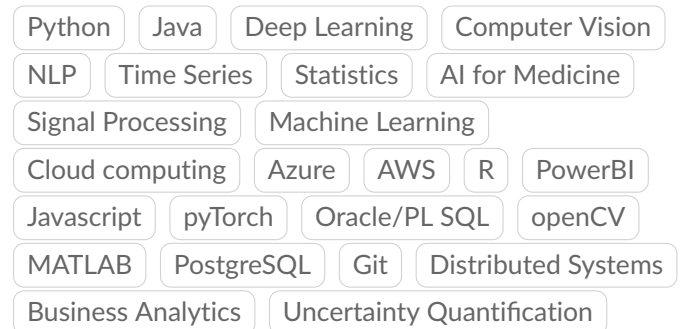 Python Java Deep Learning Computer Vision
NLP Time Series Statistics AI for Medicine
Signal Processing Machine Learning
Cloud computing Azure AWS R PowerBI
Javascript pyTorch Oracle/PL SQL openCV
MATLAB PostgreSQL Git Distributed Systems
Business Analytics Uncertainty Quantification